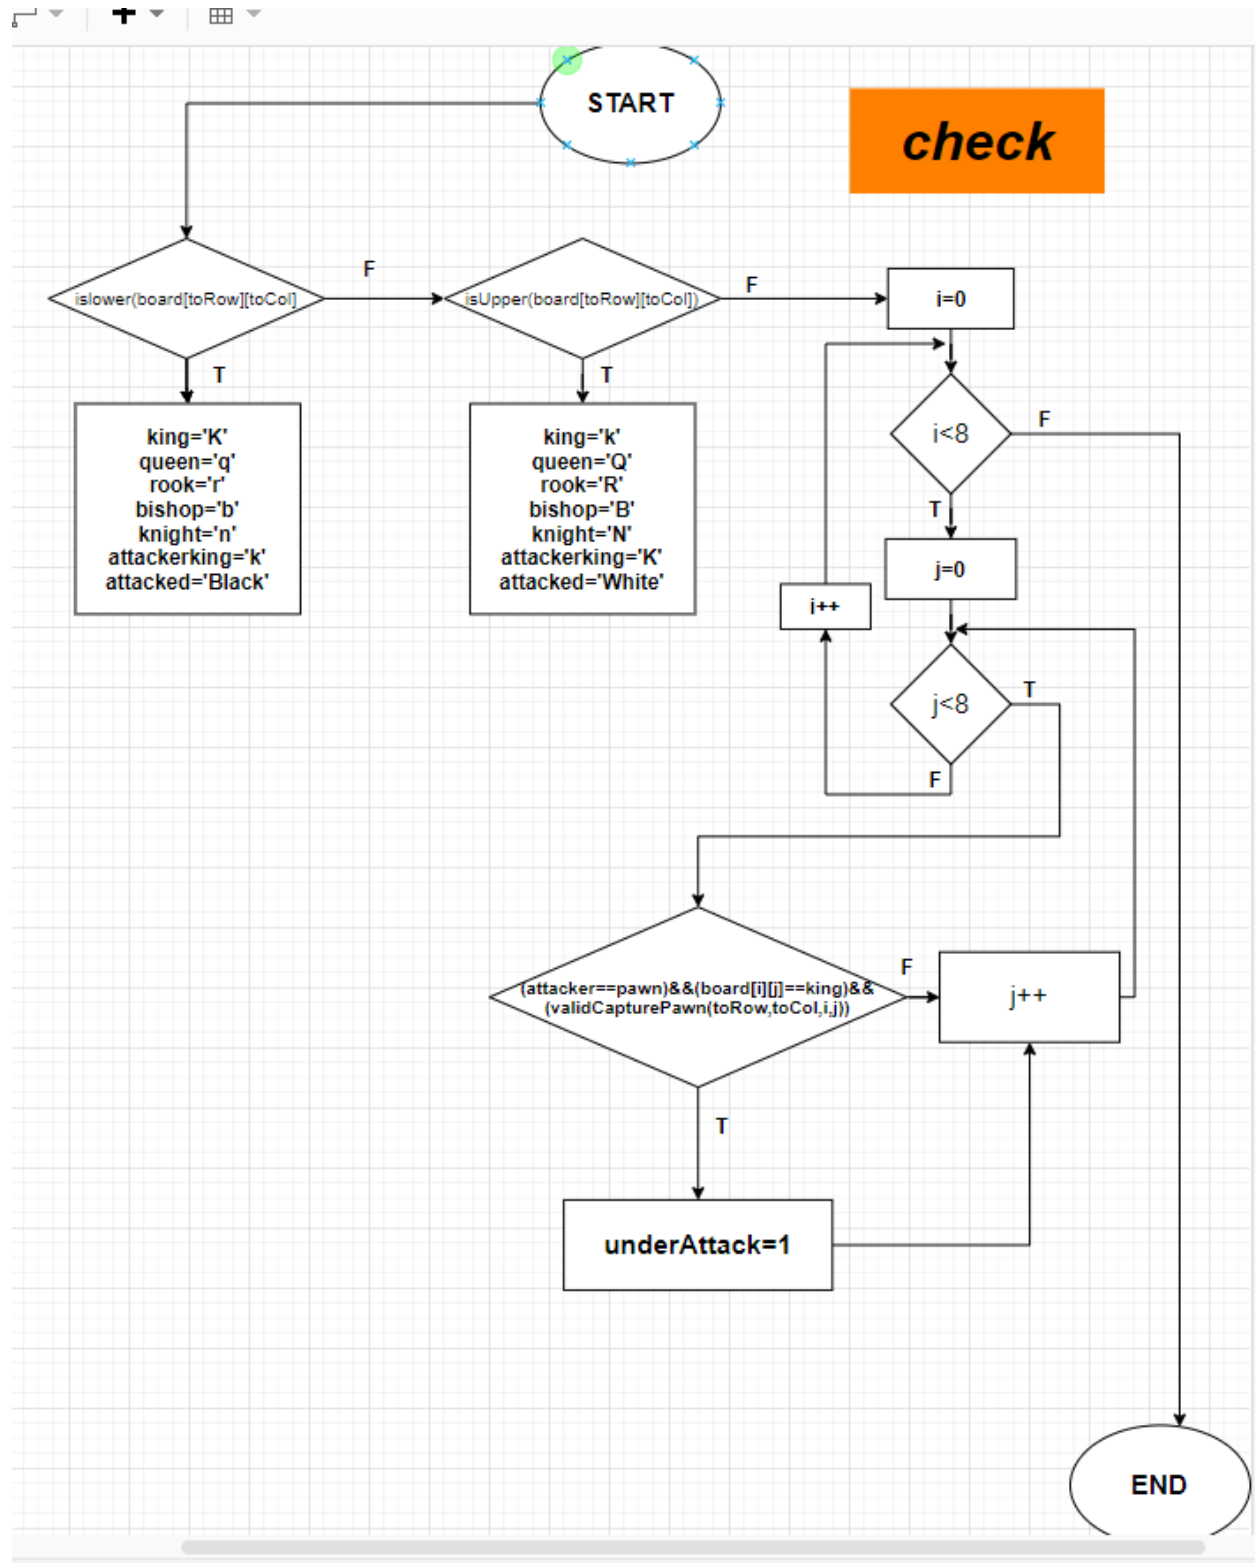 START
check
F
F
islower(board[toRow][toCol]
isUpper(board[toRow][toCol])
i=0
T
T
king='K'
queen='q'
rook='r'
bishop='b'
knight='n'
attackerking='k'
attacked='Black'
king='k'
queen='Q'
rook='R'
bishop='B'
knight='N'
attackerking='K'
attacked='White'
i<8
F
T
j=0
i++
j<8
T
F
(attacker==pawn)&&(board[i][j]==king)&&
(validCapturePawn(toRow,toCol,i,j))
F
j++
T
underAttack=1
END